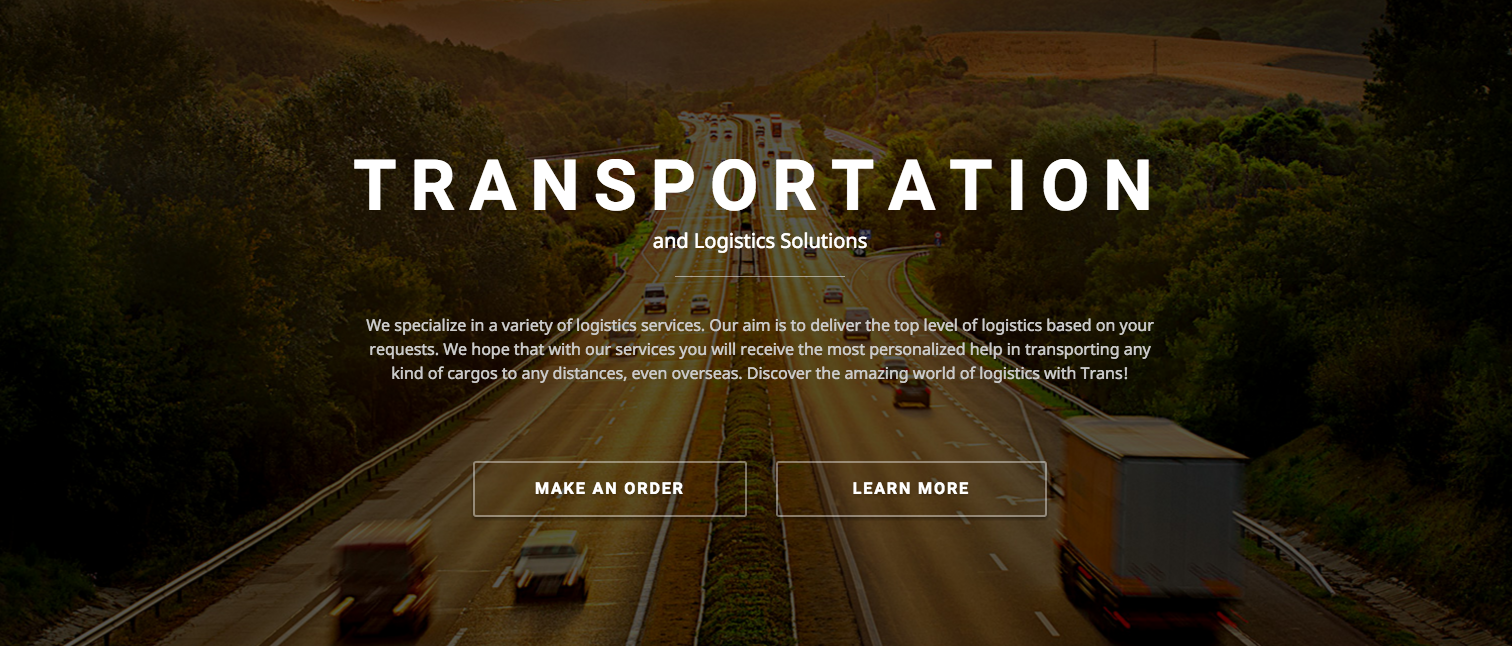 TRANSPORTATION
and Logistics Solutions
We specialize in a variety of logistics services. Our aim is to deliver the top level of logistics based on your
requests. We hope that with our services you will receive the most personalized help in transporting any
kind of cargos to any distances, even overseas. Discover the amazing world of logistics with Trans!
MAKE AN ORDER
LEARN MORE